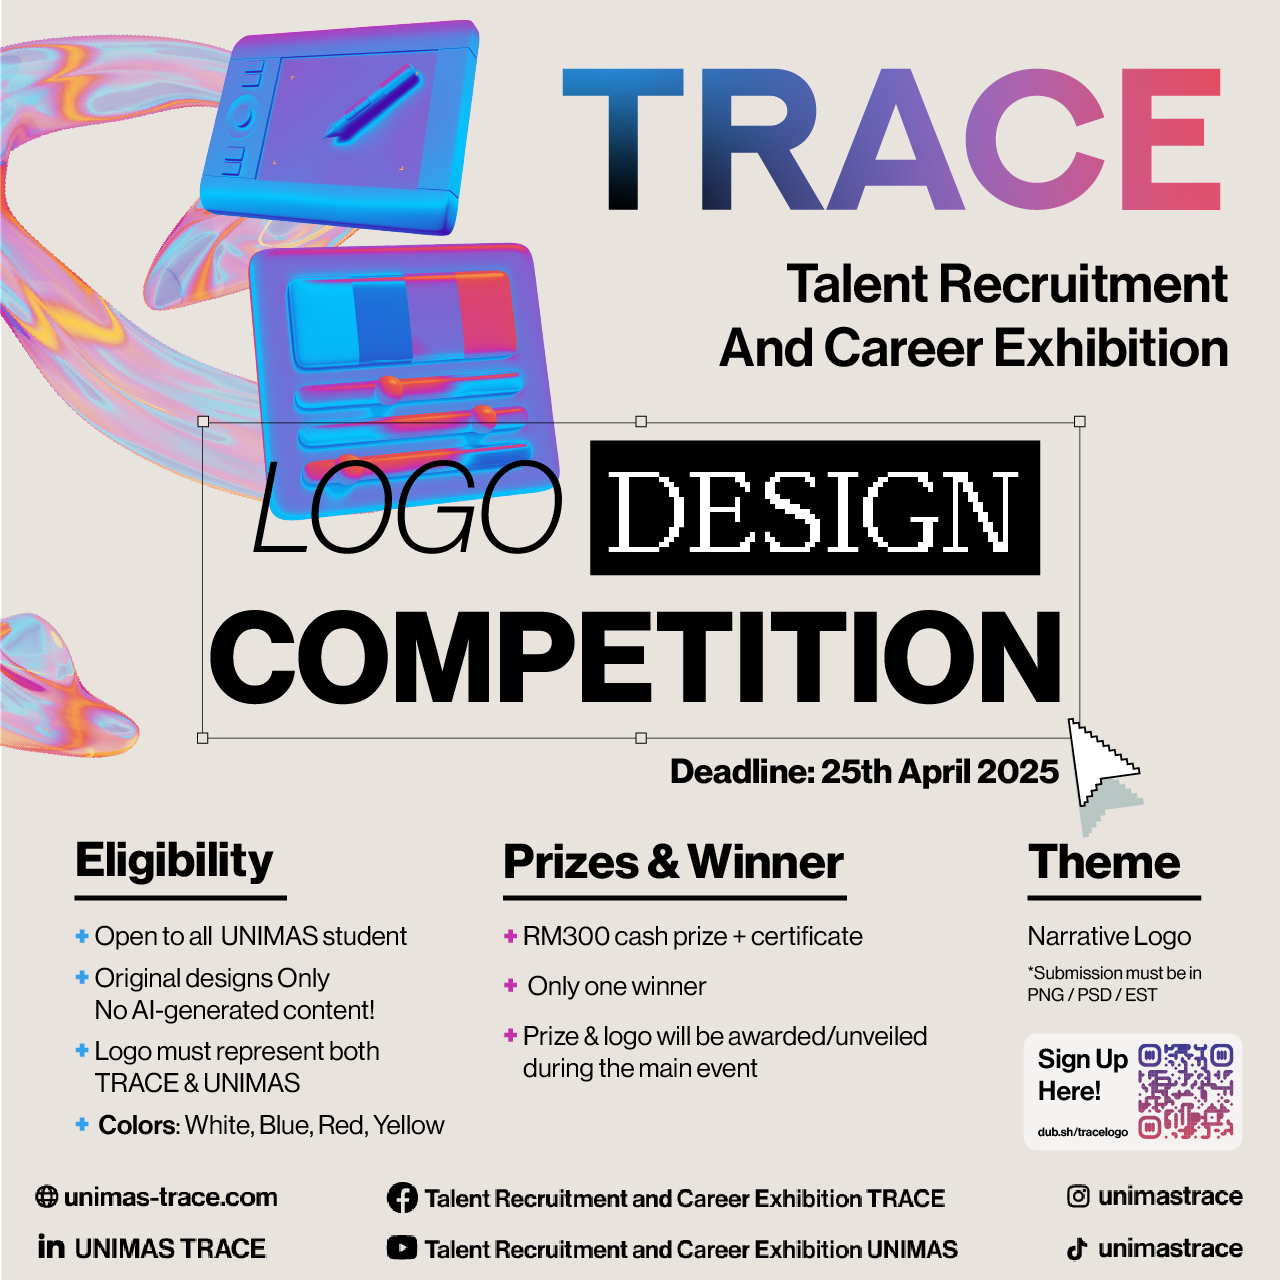 TRACE
Talent Recruitment
And Career Exhibition
LOGO DESIGN
COMPETITION
Deadline: 25th April 2025
Eligibility
Open to all UNIMAS student
Original designs Only
No AI-generated content!
Logo must represent both
TRACE & UNIMAS
Colors: White, Blue, Red, Yellow
Prizes & Winner
RM300 cash prize + certificate
Only one winner
Prize & logo will be awarded/unveiled
during the main event
Theme
Narrative Logo
*Submission must be in
PNG / PSD / EST
Sign Up
Here!
dub.sh/tracelogo
unimas-trace.com
Talent Recruitment and Career Exhibition TRACE
unimastrace
in UNIMAS TRACE
Talent Recruitment and Career Exhibition UNIMAS
unimastrace